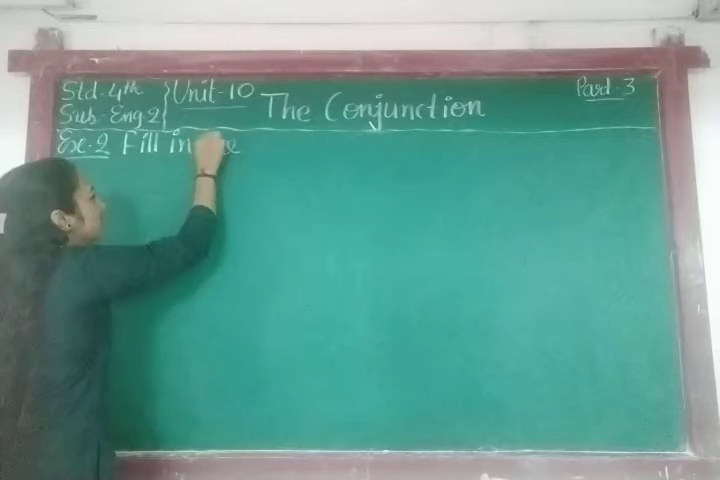 Std-4th
Sub-Eng 2
Unit-10
The Conjunction
Part-3
Ex.2 Fill in